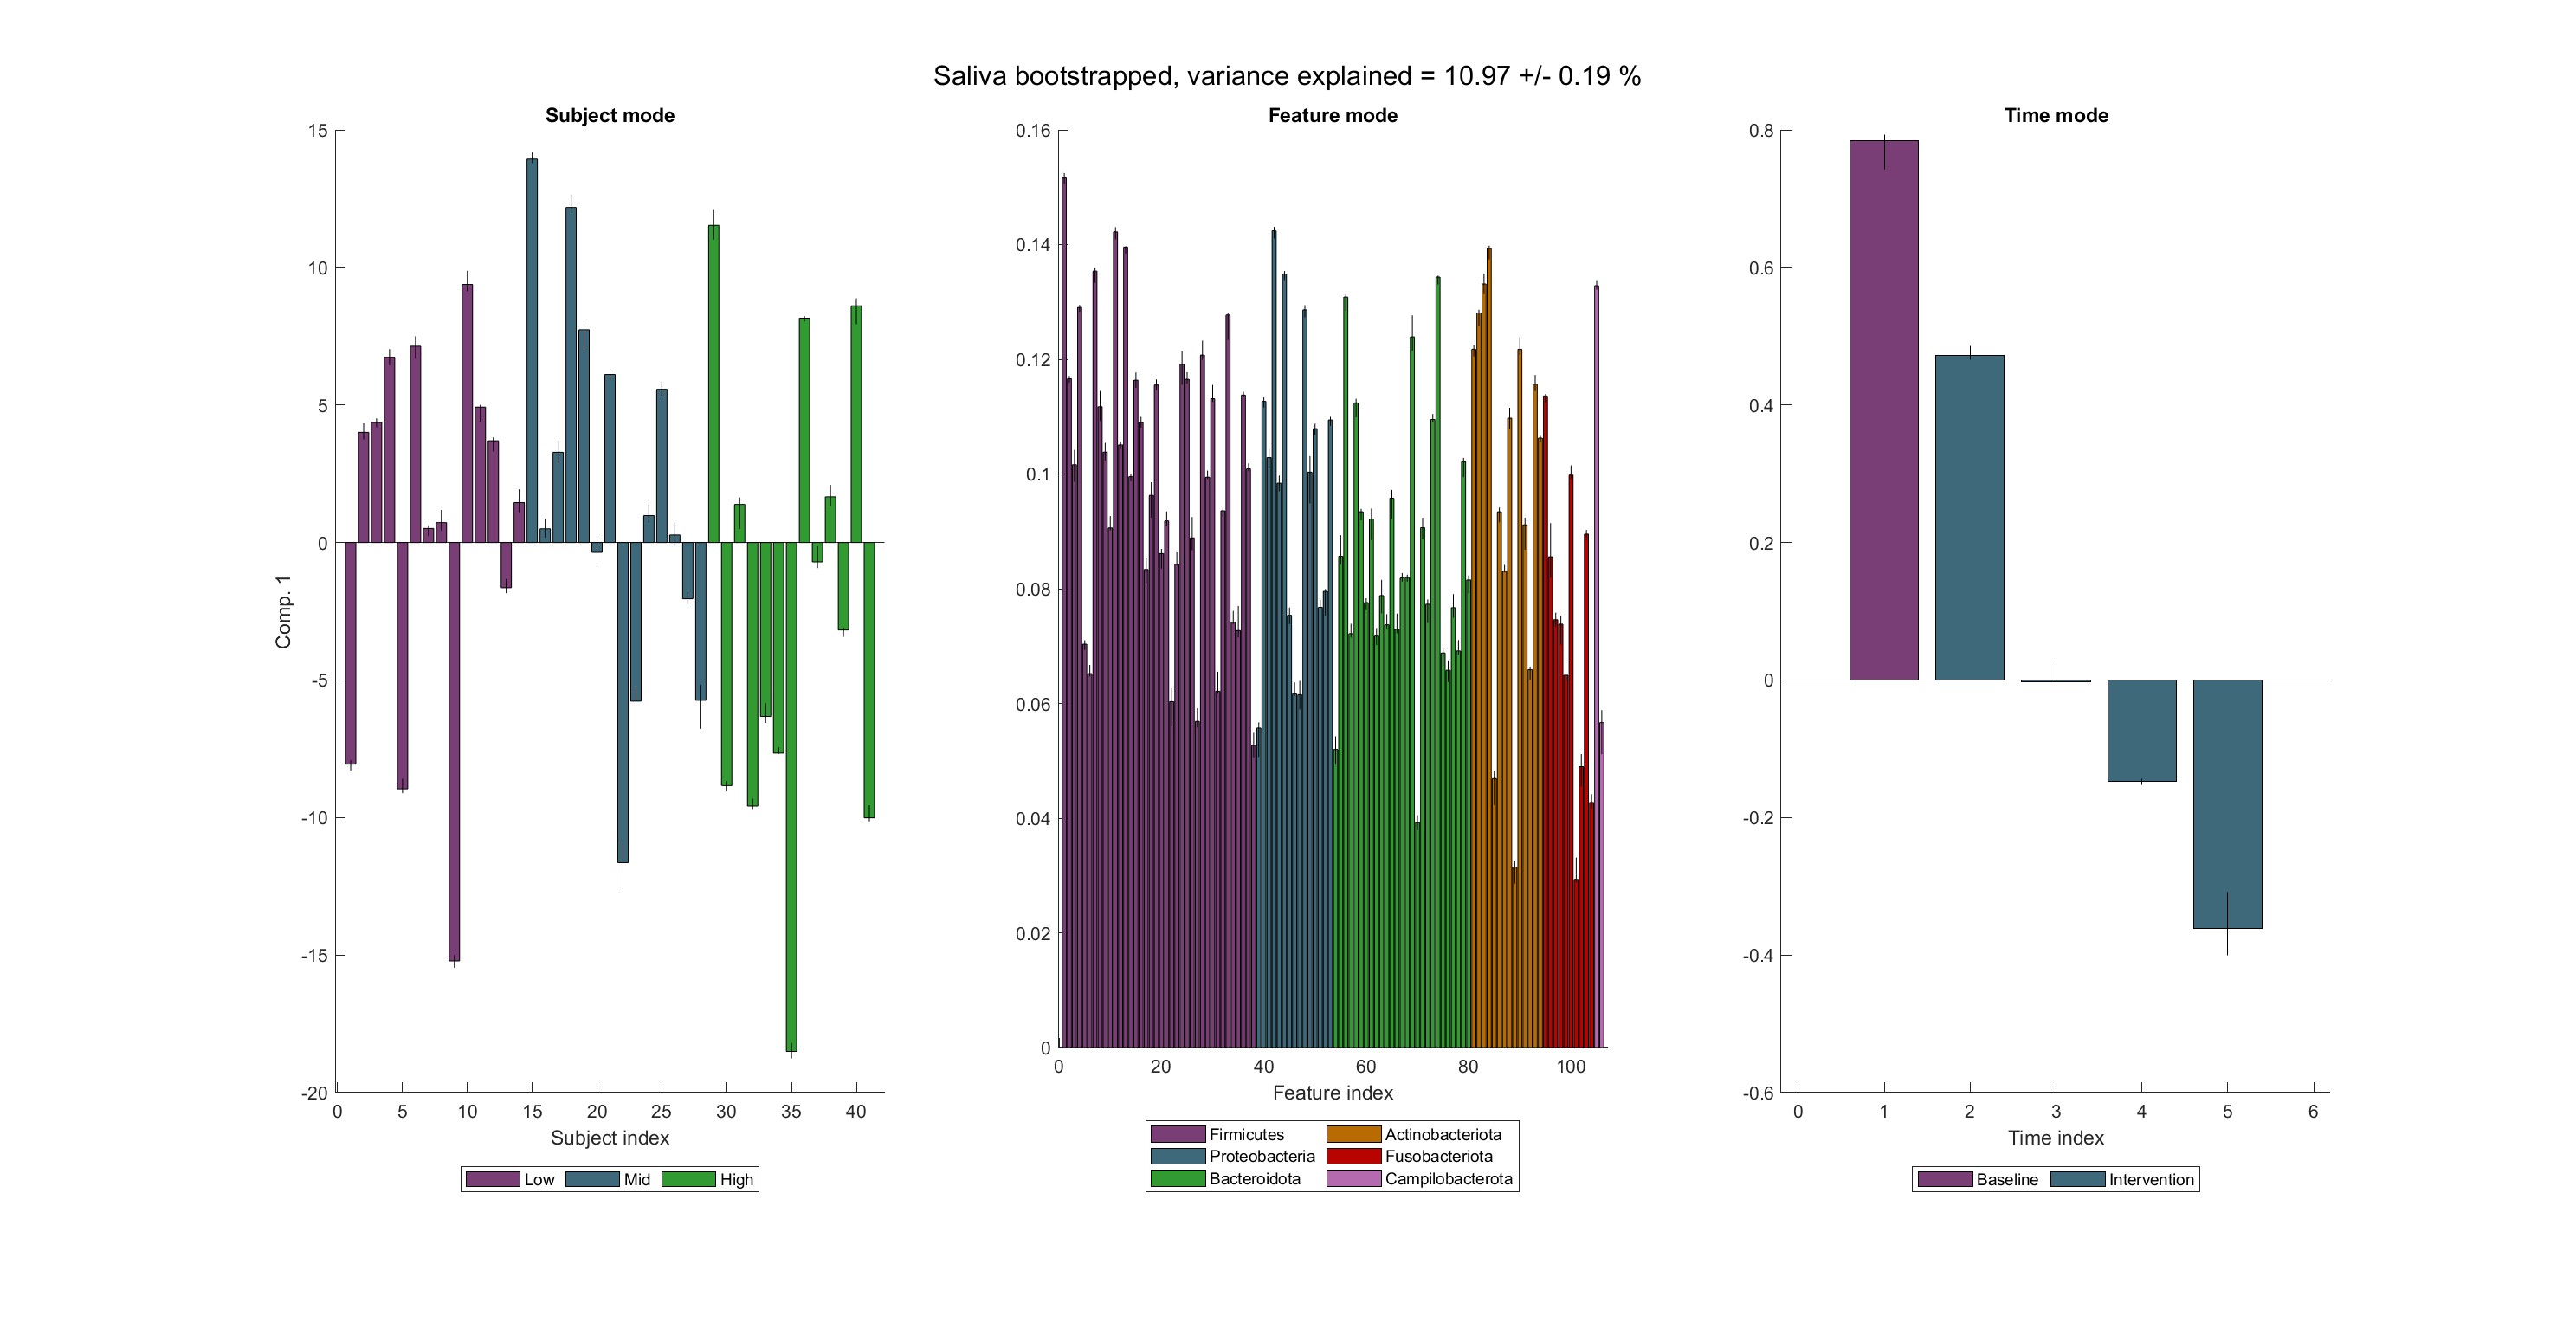 Saliva bootstrapped, variance explained = 10.97 +/- 0.19 %
Subject mode
15
10
5
0
-5
-10
-15
-20
Comp. 1
0 5 10 15 20 25 30 35 40
Subject index
Low Mid High
Feature mode
0.16
0.14
0.12
0.1
0.08
0.06
0.04
0.02
0
0 20 40 60 80 100
Feature index
Firmicutes Actinobacteriota
Proteobacteria Fusobacteriota
Bacteroidota Campilobacterota
Time mode
0.8
0.6
0.4
0.2
0
-0.2
-0.4
-0.6
0 1 2 3 4 5 6
Time index
Baseline Intervention